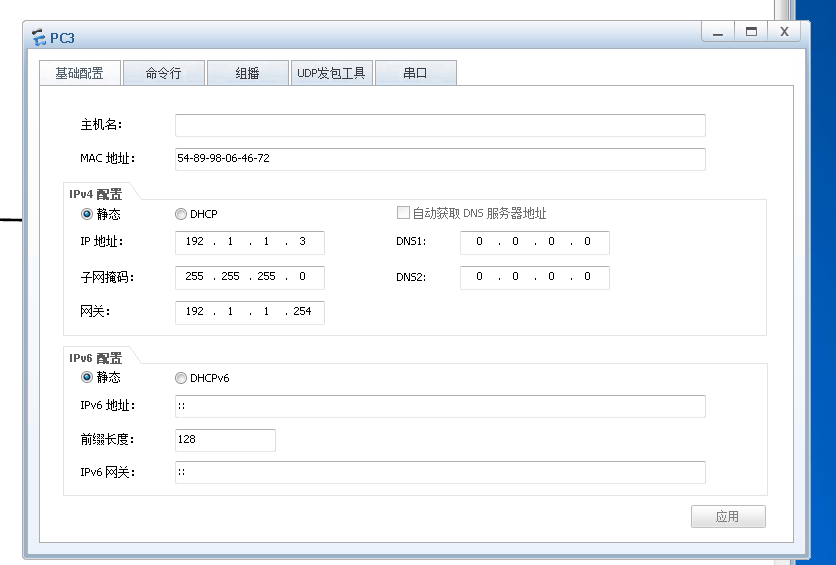 PC3
基础配置 命令行 组播 UDP发包工具 串口
主机名:
MAC 地址: 54-89-98-06-46-72
IPv4 配置
静态 DHCP 自动获取 DNS 服务器地址
IP 地址: 192 . 1 . 1 . 3 DNS1: 0 . 0 . 0 . 0
子网掩码: 255 . 255 . 255 . 0 DNS2: 0 . 0 . 0 . 0
网关: 192 . 1 . 1 . 254
IPv6 配置
静态 DHCPv6
IPv6 地址: ::
前缀长度: 128
IPv6 网关: ::
应用